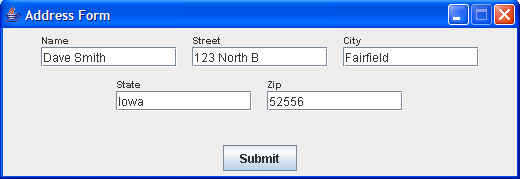 Address Form
Name Street City
Dave Smith 123 North B Fairfield
State Zip
Iowa 52556
Submit